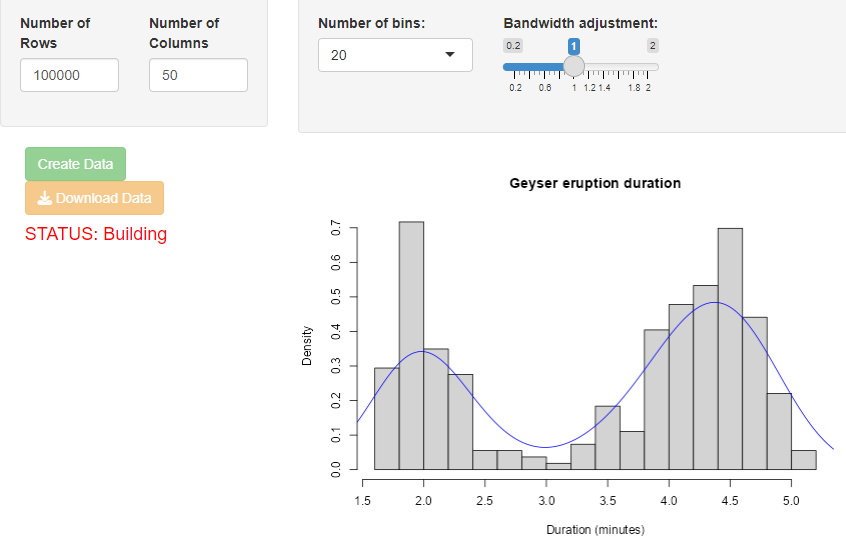 Number of
Rows
Number of
Columns
100000
50
Number of bins:
20
Bandwidth adjustment:
0.2
1
2
0.2 0.6 1 1.2 1.4 1.8 2
Create Data
Download Data
STATUS: Building
Geyser eruption duration
Density
0.7
0.6
0.5
0.4
0.3
0.2
0.1
0.0
1.5 2.0 2.5 3.0 3.5 4.0 4.5 5.0
Duration (minutes)